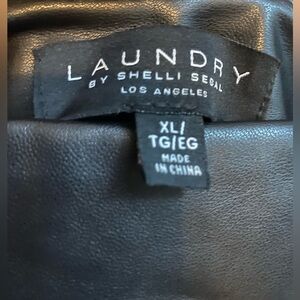 LAUNDRY
BY SHELLI SEGAL
LOS ANGELES
XL/
TG/EG
MADE
IN CHINA